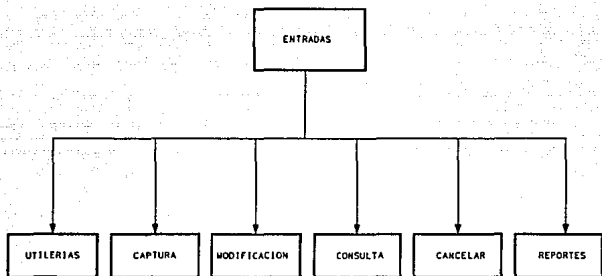 ENTRADAS
UTILERIAS
CAPTURA
MODIFICACION
CONSULTA
CANCELAR
REPORTES